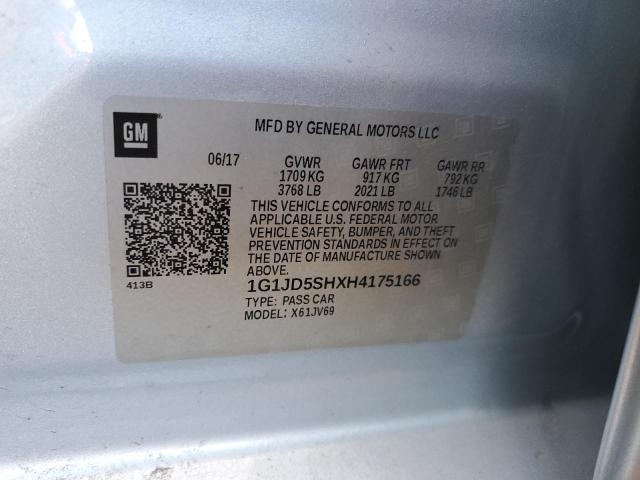 GM
MFD BY GENERAL MOTORS LLC
06/17 GVWR GAWR FRT GAWR RR
1709 KG 917 KG 792 KG
3768 LB 2021 LB 1746 LB
THIS VEHICLE CONFORMS TO ALL
APPLICABLE U.S. FEDERAL MOTOR
VEHICLE SAFETY, BUMPER, AND THEFT
PREVENTION STANDARDS IN EFFECT ON
THE DATE OF MANUFACTURE SHOWN
ABOVE.
413B
1G1JD5SHXH4175166
TYPE: PASS CAR
MODEL: X61JV69